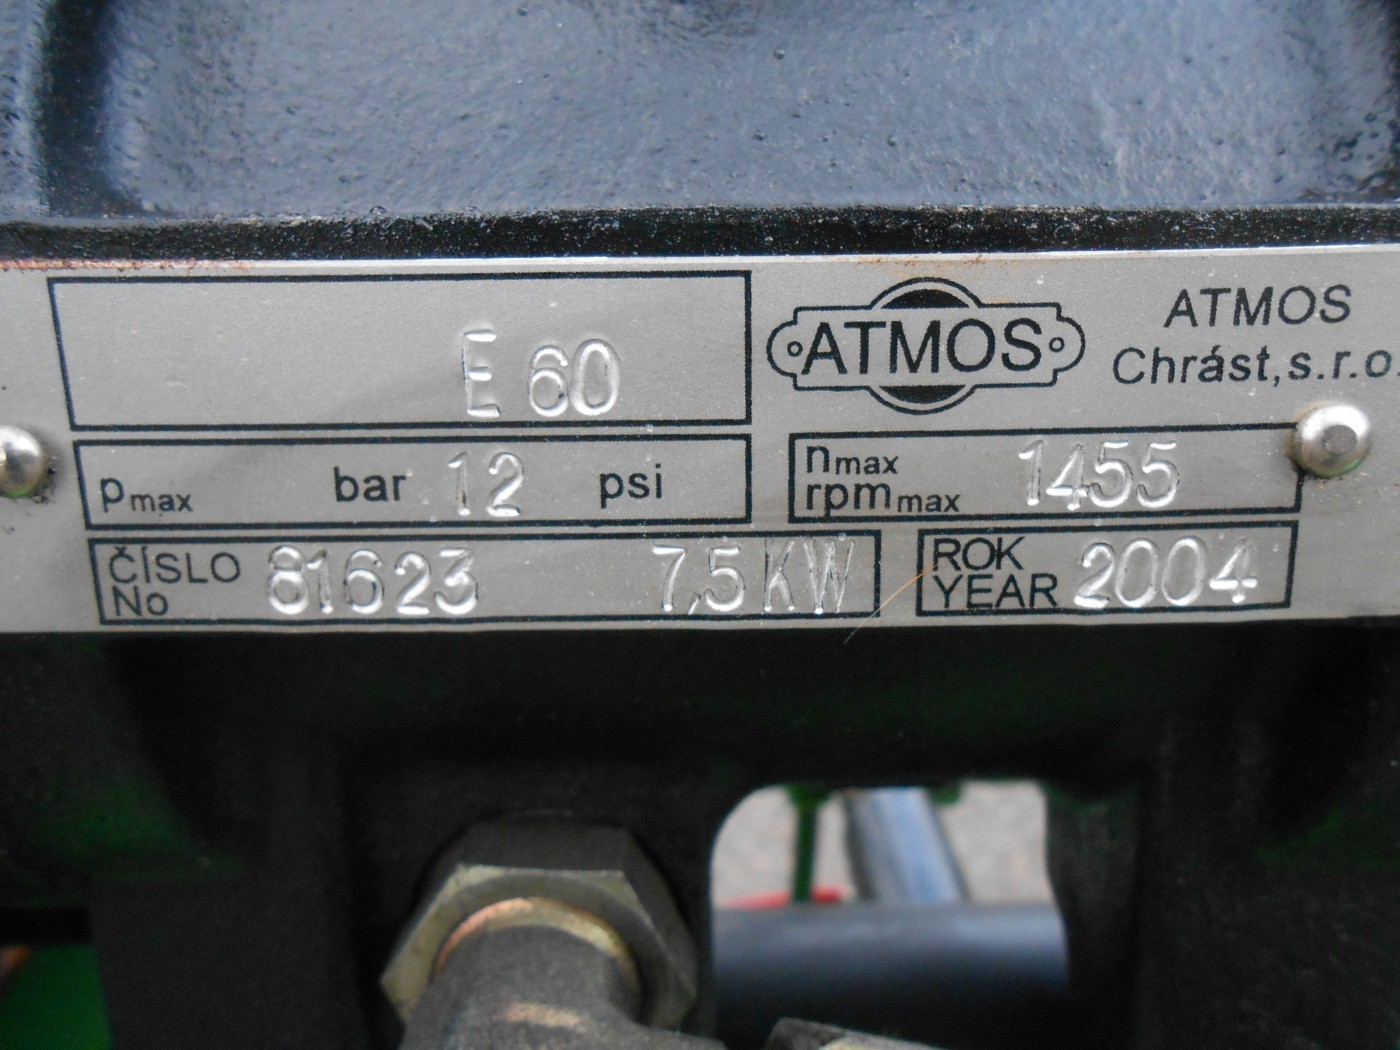 E 60
ATMOS
ATMOS
Chrást, s.r.o.
pmax bar 12 psi
nmax
rpmmax 1455
ČÍSLO
No 81623 7,5 KW
ROK
YEAR 2004